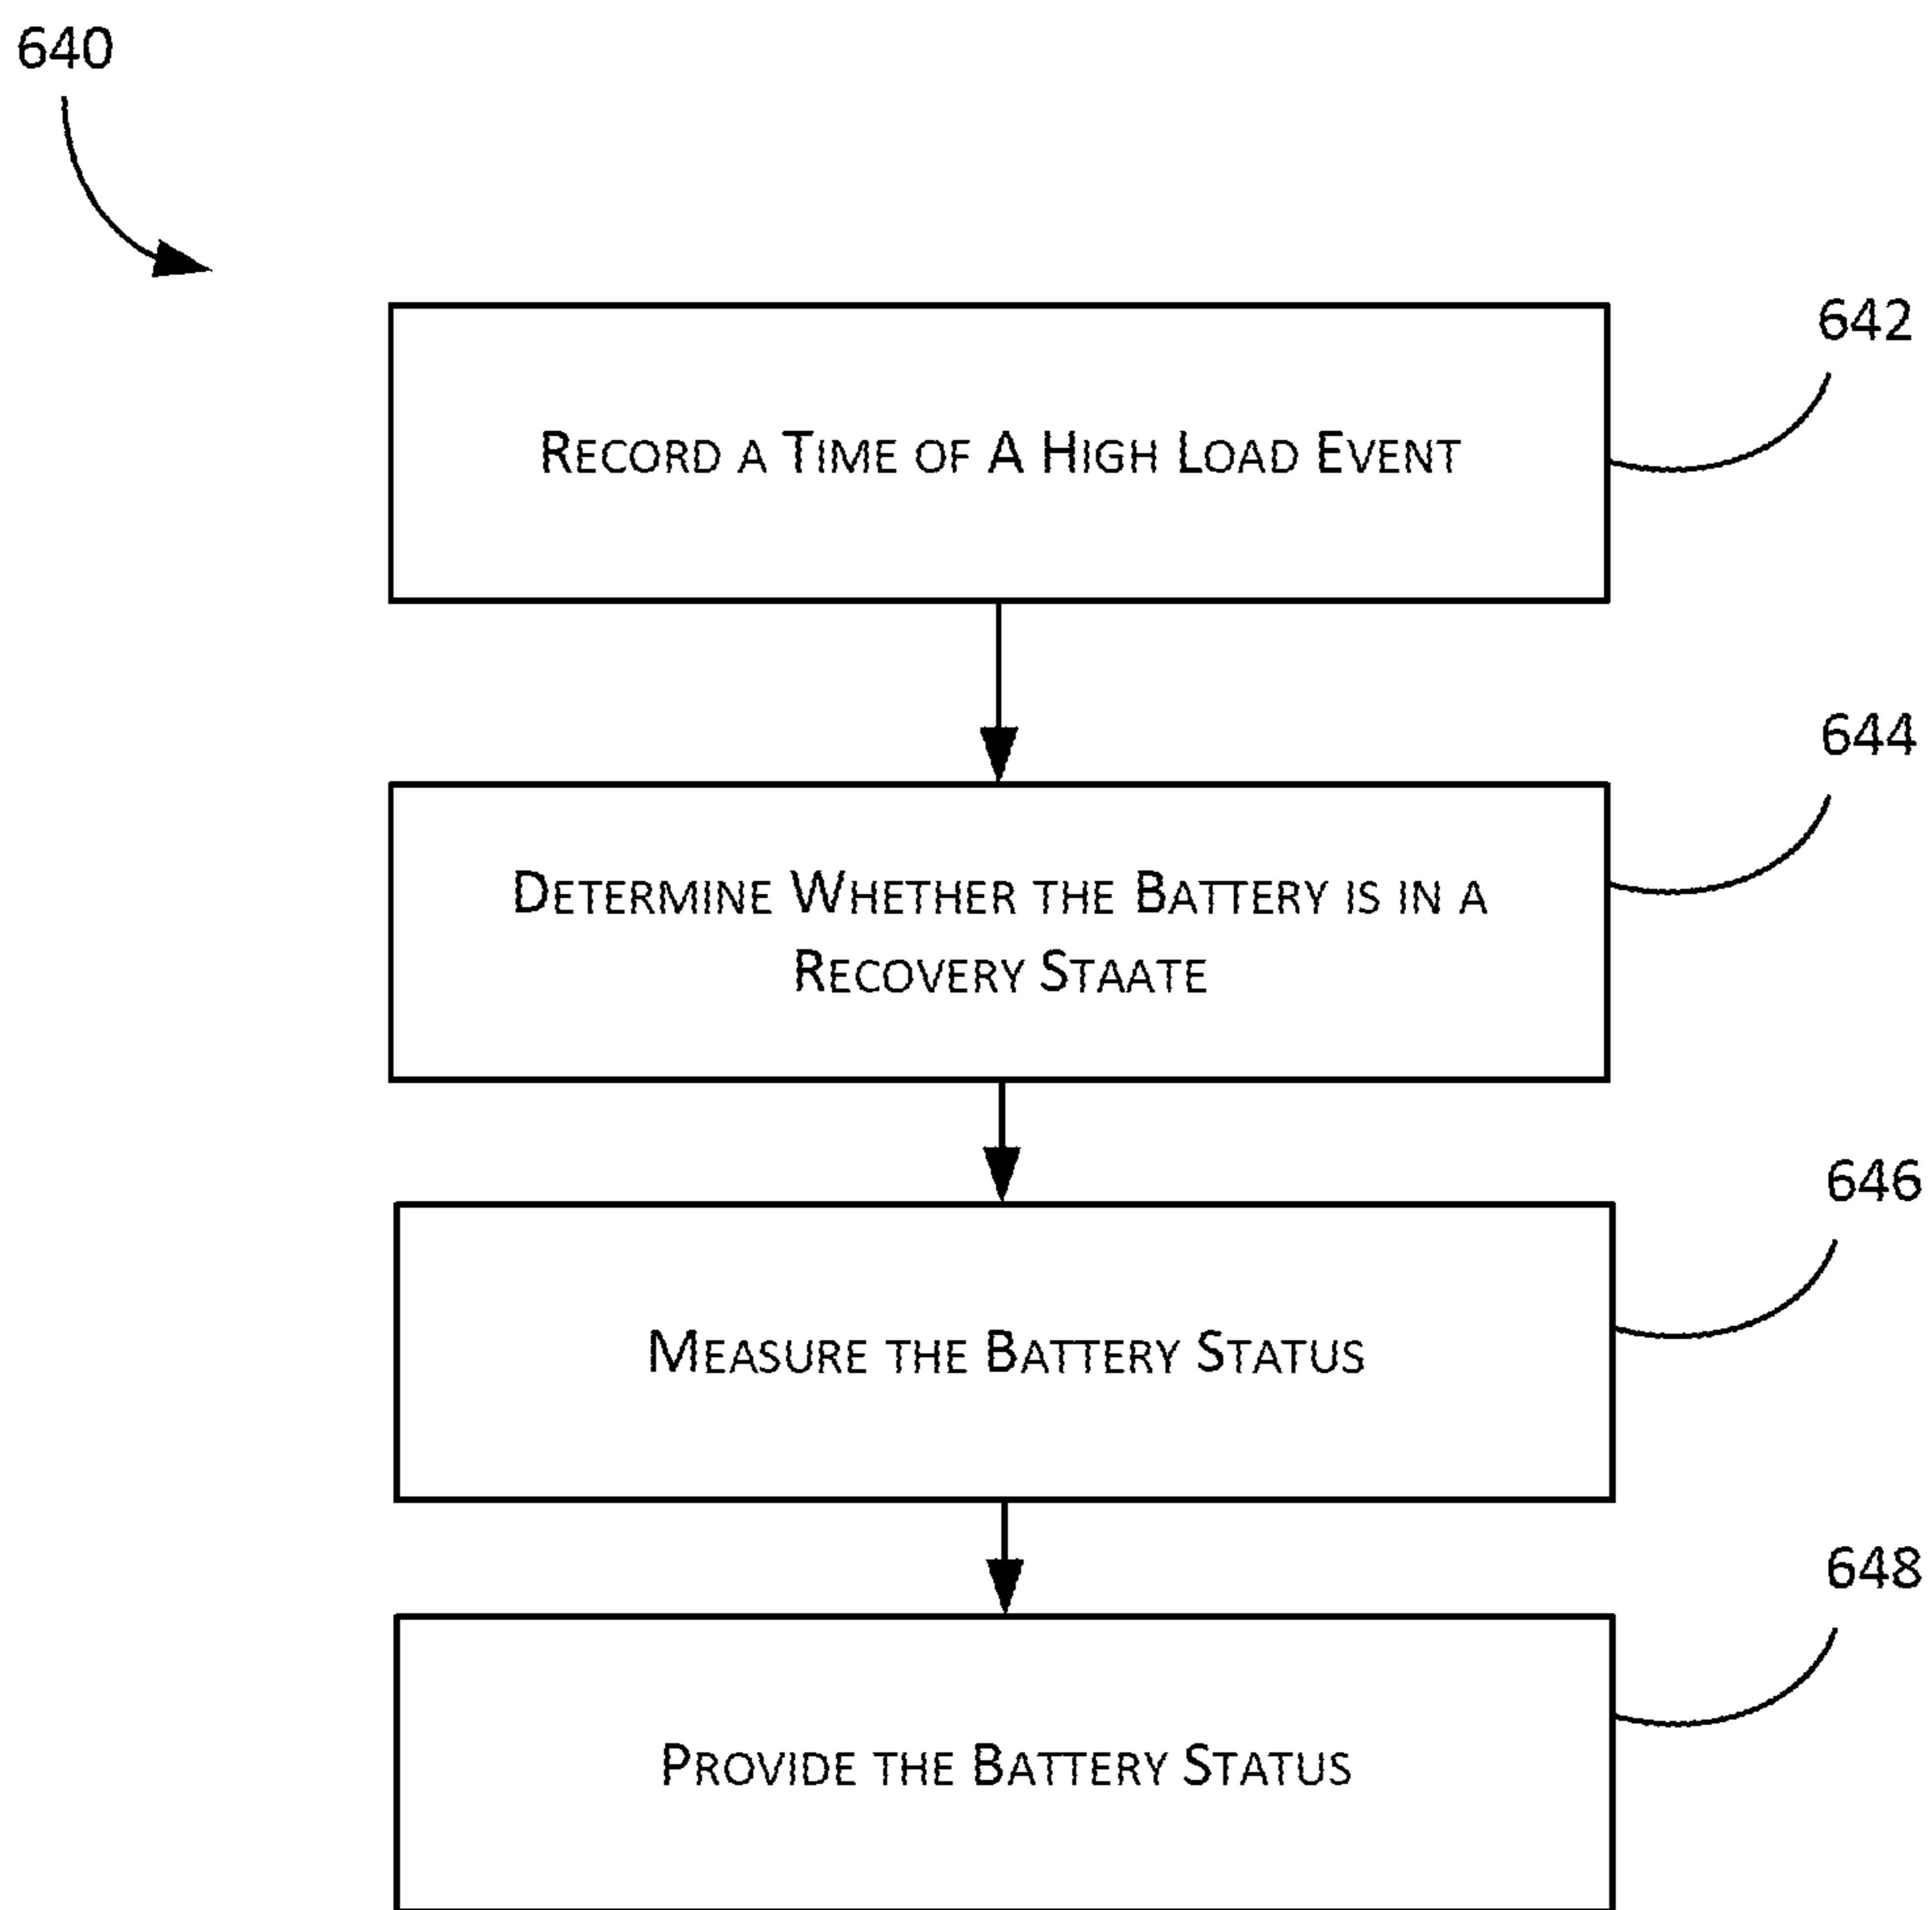 640
642
Record a Time of A High Load Event
644
Determine Whether the Battery is in a
Recovery Staate
646
Measure the Battery Status
648
Provide the Battery Status